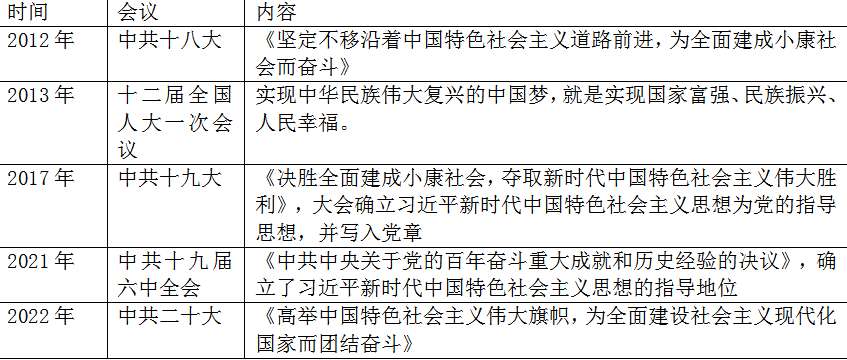 时间 会议 内容
2012 年 中共十八大 《坚定不移沿着中国特色社会主义道路前进，为全面建成小康社
会而奋斗》
2013 年 十二届全国 实现中华民族伟大复兴的中国梦，就是实现国家富强、民族振兴、
人大一次会 人民幸福。
议
2017 年 中共十九大 《决胜全面建成小康社会，夺取新时代中国特色社会主义伟大胜
利》，大会确立习近平新时代中国特色社会主义思想为党的指导
思想，并写入党章
2021 年 中共十九届 《中共中央关于党的百年奋斗重大成就和历史经验的决议》，确
六中全会 立了习近平新时代中国特色社会主义思想的指导地位
2022 年 中共二十大 《高举中国特色社会主义伟大旗帜，为全面建设社会主义现代化
国家而团结奋斗》